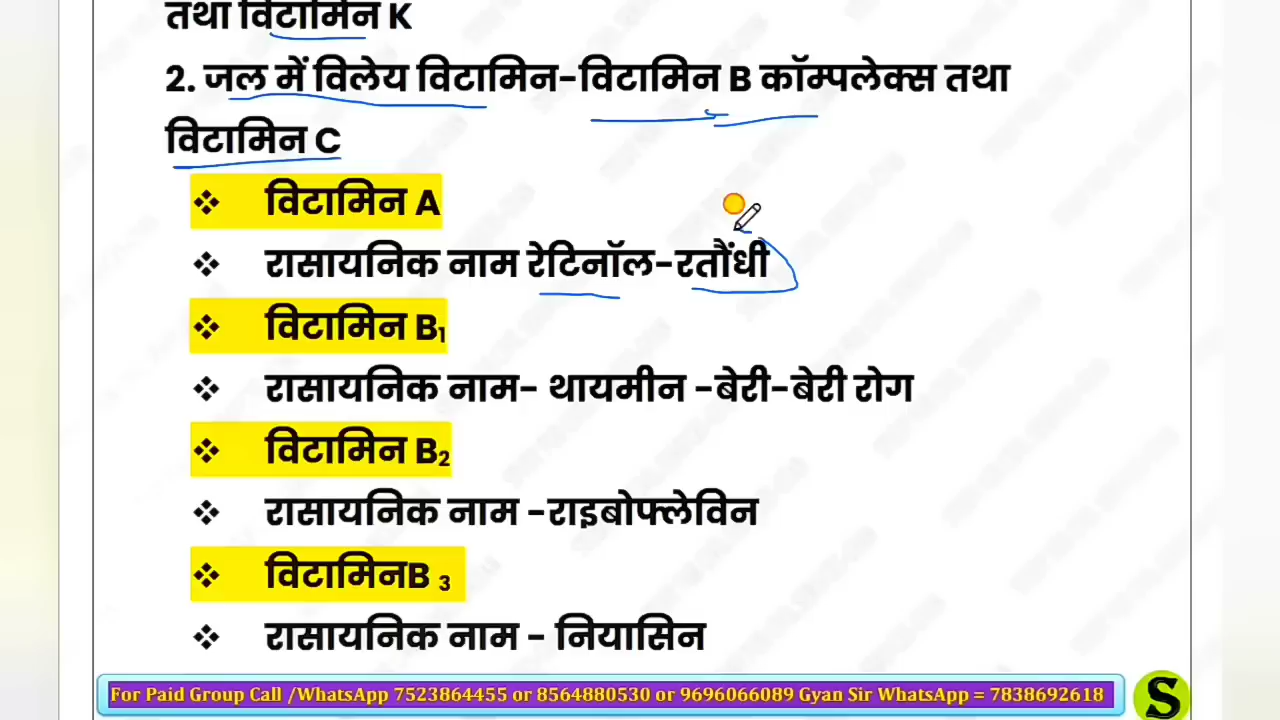 तथा विटामिन K
2. जल में विलेय विटामिन-विटामिन B कॉम्पलेक्स तथा
विटामिन C
❖ विटामिन A
❖ रासायनिक नाम रेटिनॉल-रतौंधी
❖ विटामिन B₁
❖ रासायनिक नाम- थायमीन -बेरी-बेरी रोग
❖ विटामिन B₂
❖ रासायनिक नाम -राइबोफ्लेविन
❖ विटामिनB ₃
❖ रासायनिक नाम - नियासिन
For Paid Group Call /WhatsApp 7523864455 or 8564880530 or 9696066089 Gyan Sir WhatsApp = 7838692618
S